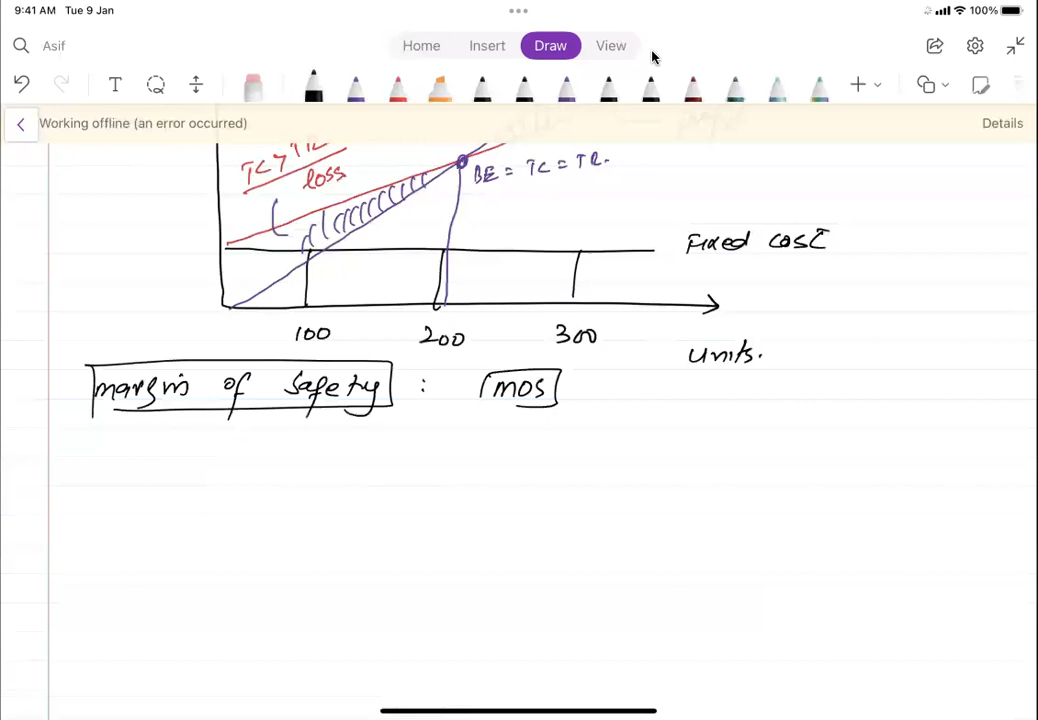 9:41 AM Tue 9 Jan
100%
Asif
Home Insert Draw View
Working offline (an error occurred)
Details
TC > TR
loss
BE = TC = TR.
Fixed cost
100 200 300
units.
margin of safety : mos